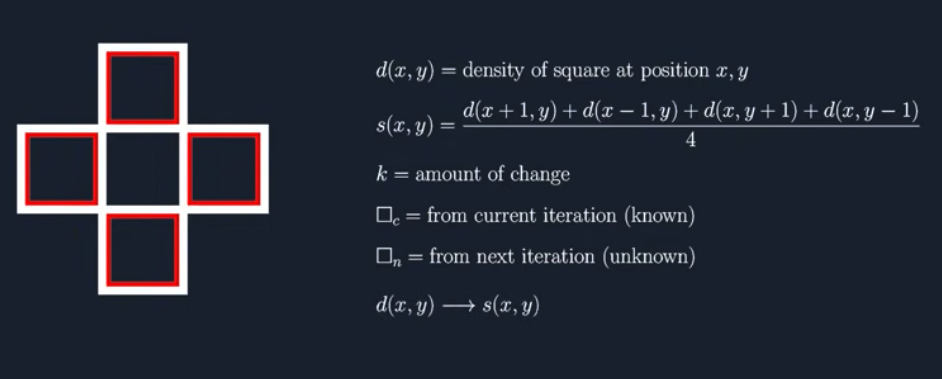 d(x, y) = density of square at position x, y
s(x, y) = \frac{d(x + 1, y) + d(x − 1, y) + d(x, y + 1) + d(x, y − 1)}{4}
k = amount of change
□_c = from current iteration (known)
□_n = from next iteration (unknown)
d(x, y) ⟶ s(x, y)